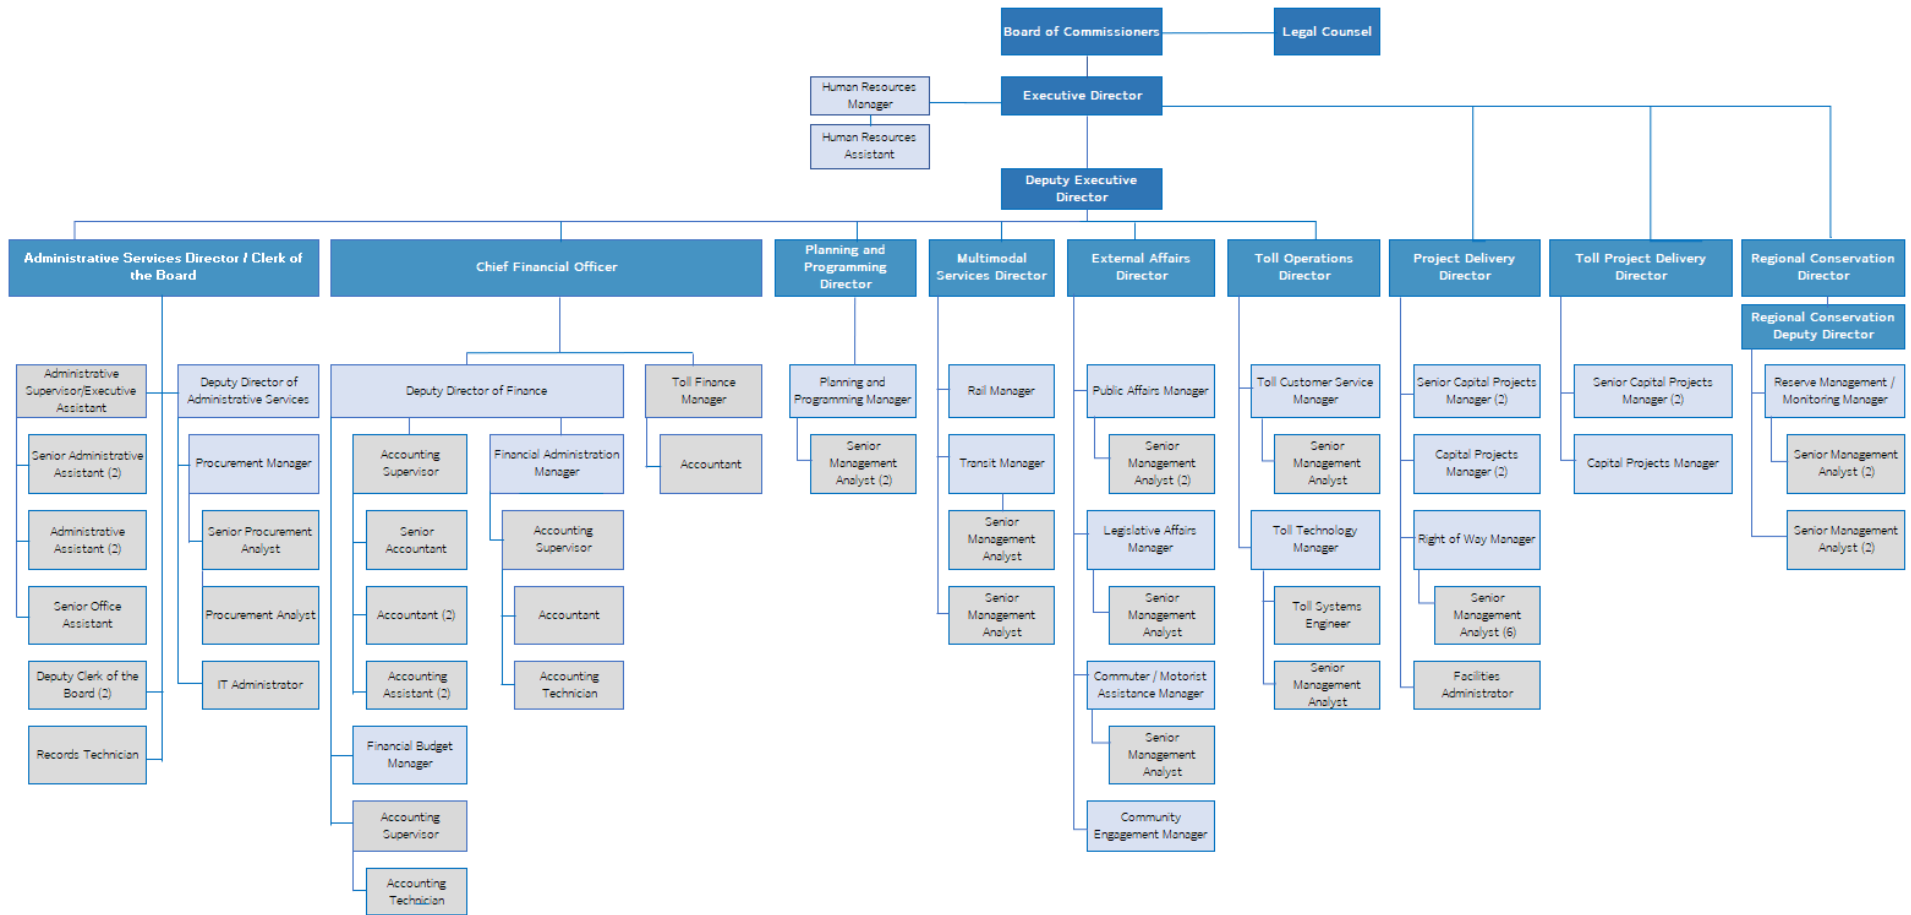 Board of Commissioners
Legal Counsel
Human Resources
Manager
Executive Director
Human Resources
Assistant
Deputy Executive
Director
Administrative Services Director / Clerk of
the Board
Chief Financial Officer
Planning and
Programming
Director
Multimodal
Services Director
External Affairs
Director
Toll Operations
Director
Project Delivery
Director
Toll Project Delivery
Director
Regional Conservation
Director
Regional Conservation
Deputy Director
Administrative
Supervisor/Executive
Assistant
Deputy Director of
Administrative Services
Deputy Director of Finance
Toll Finance
Manager
Planning and
Programming Manager
Rail Manager
Public Affairs Manager
Toll Customer Service
Manager
Senior Capital Projects
Manager (2)
Senior Capital Projects
Manager (2)
Reserve Management /
Monitoring Manager
Senior Administrative
Assistant (2)
Procurement Manager
Accounting
Supervisor
Financial Administration
Manager
Accountant
Senior
Management
Analyst (2)
Transit Manager
Senior
Management
Analyst (2)
Senior
Management
Analyst
Capital Projects
Manager (2)
Capital Projects Manager
Senior Management
Analyst (2)
Administrative
Assistant (2)
Senior Procurement
Analyst
Senior
Accountant
Accounting
Supervisor
Senior
Management
Analyst
Legislative Affairs
Manager
Toll Technology
Manager
Right of Way Manager
Senior Management
Analyst (2)
Senior Office
Assistant
Procurement Analyst
Accountant (2)
Accountant
Senior
Management
Analyst
Senior
Management
Analyst
Toll Systems
Engineer
Senior
Management
Analyst (6)
Deputy Clerk of the
Board (2)
IT Administrator
Accounting
Assistant (2)
Accounting
Technician
Commuter / Motorist
Assistance Manager
Senior
Management
Analyst
Facilities
Administrator
Records Technician
Financial Budget
Manager
Senior
Management
Analyst
Accounting
Supervisor
Community
Engagement Manager
Accounting
Technician